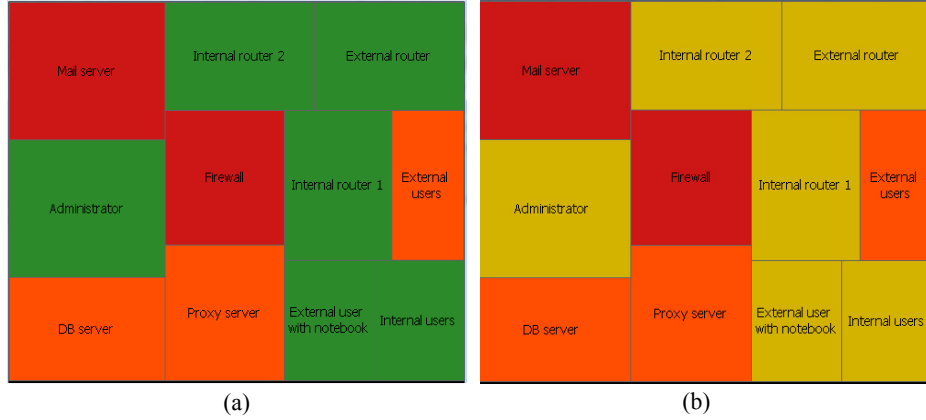 Mail server
Internal router 2
External router
Administrator
Firewall
Internal router 1
External
users
DB server
Proxy server
External user
with notebook
Internal users
(a)
Mail server
Internal router 2
External router
Administrator
Firewall
Internal router 1
External
users
DB server
Proxy server
External user
with notebook
Internal users
(b)